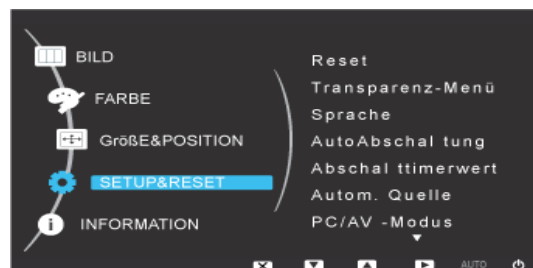 BILD
FARBE
GrößE&POSITION
SETUP&RESET
INFORMATION
Reset
Transparenz-Menü
Sprache
AutoAbschal tung
Abschal ttimerwert
Autom. Quelle
PC/AV -Modus
AUTO